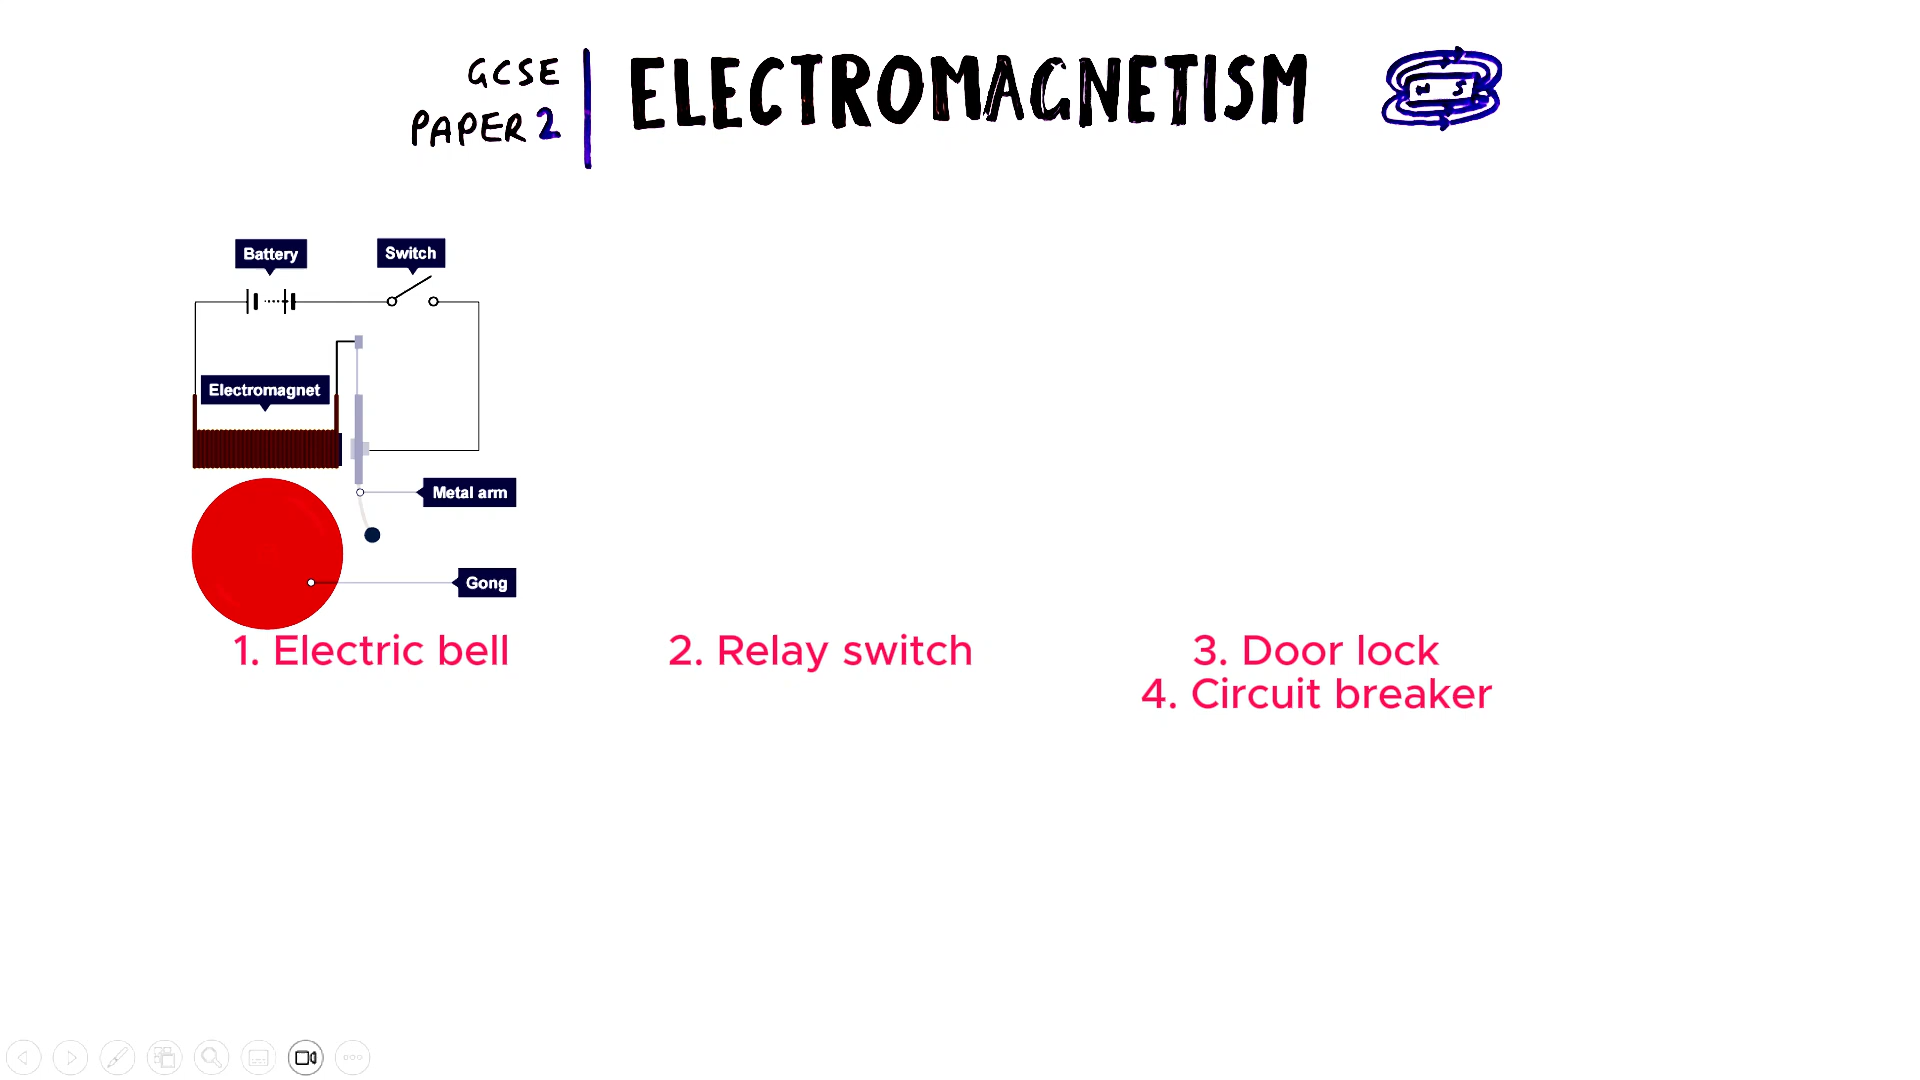 GCSE
PAPER 2
ELECTROMAGNETISM
N S
Battery
Switch
Electromagnet
Metal arm
Gong
1. Electric bell
2. Relay switch
3. Door lock
4. Circuit breaker